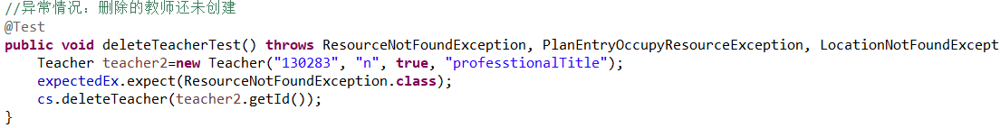 //异常情况：删除的教师还未创建
@Test
public void deleteTeacherTest() throws ResourceNotFoundException, PlanEntryOccupyResourceException, LocationNotFoundExcept
Teacher teacher2=new Teacher("130283", "n", true, "professtionalTitle");
expectedEx.expect(ResourceNotFoundException.class);
cs.deleteTeacher(teacher2.getId());
}